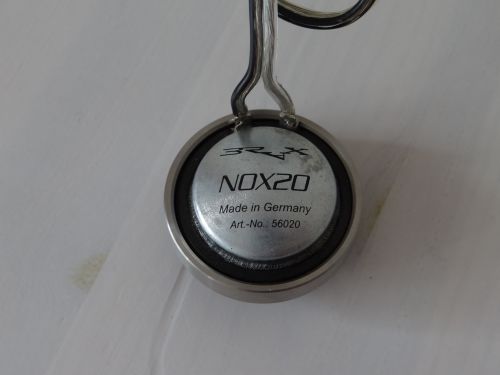 BRAX
NOX20
Made in Germany
Art.-No.: 56020